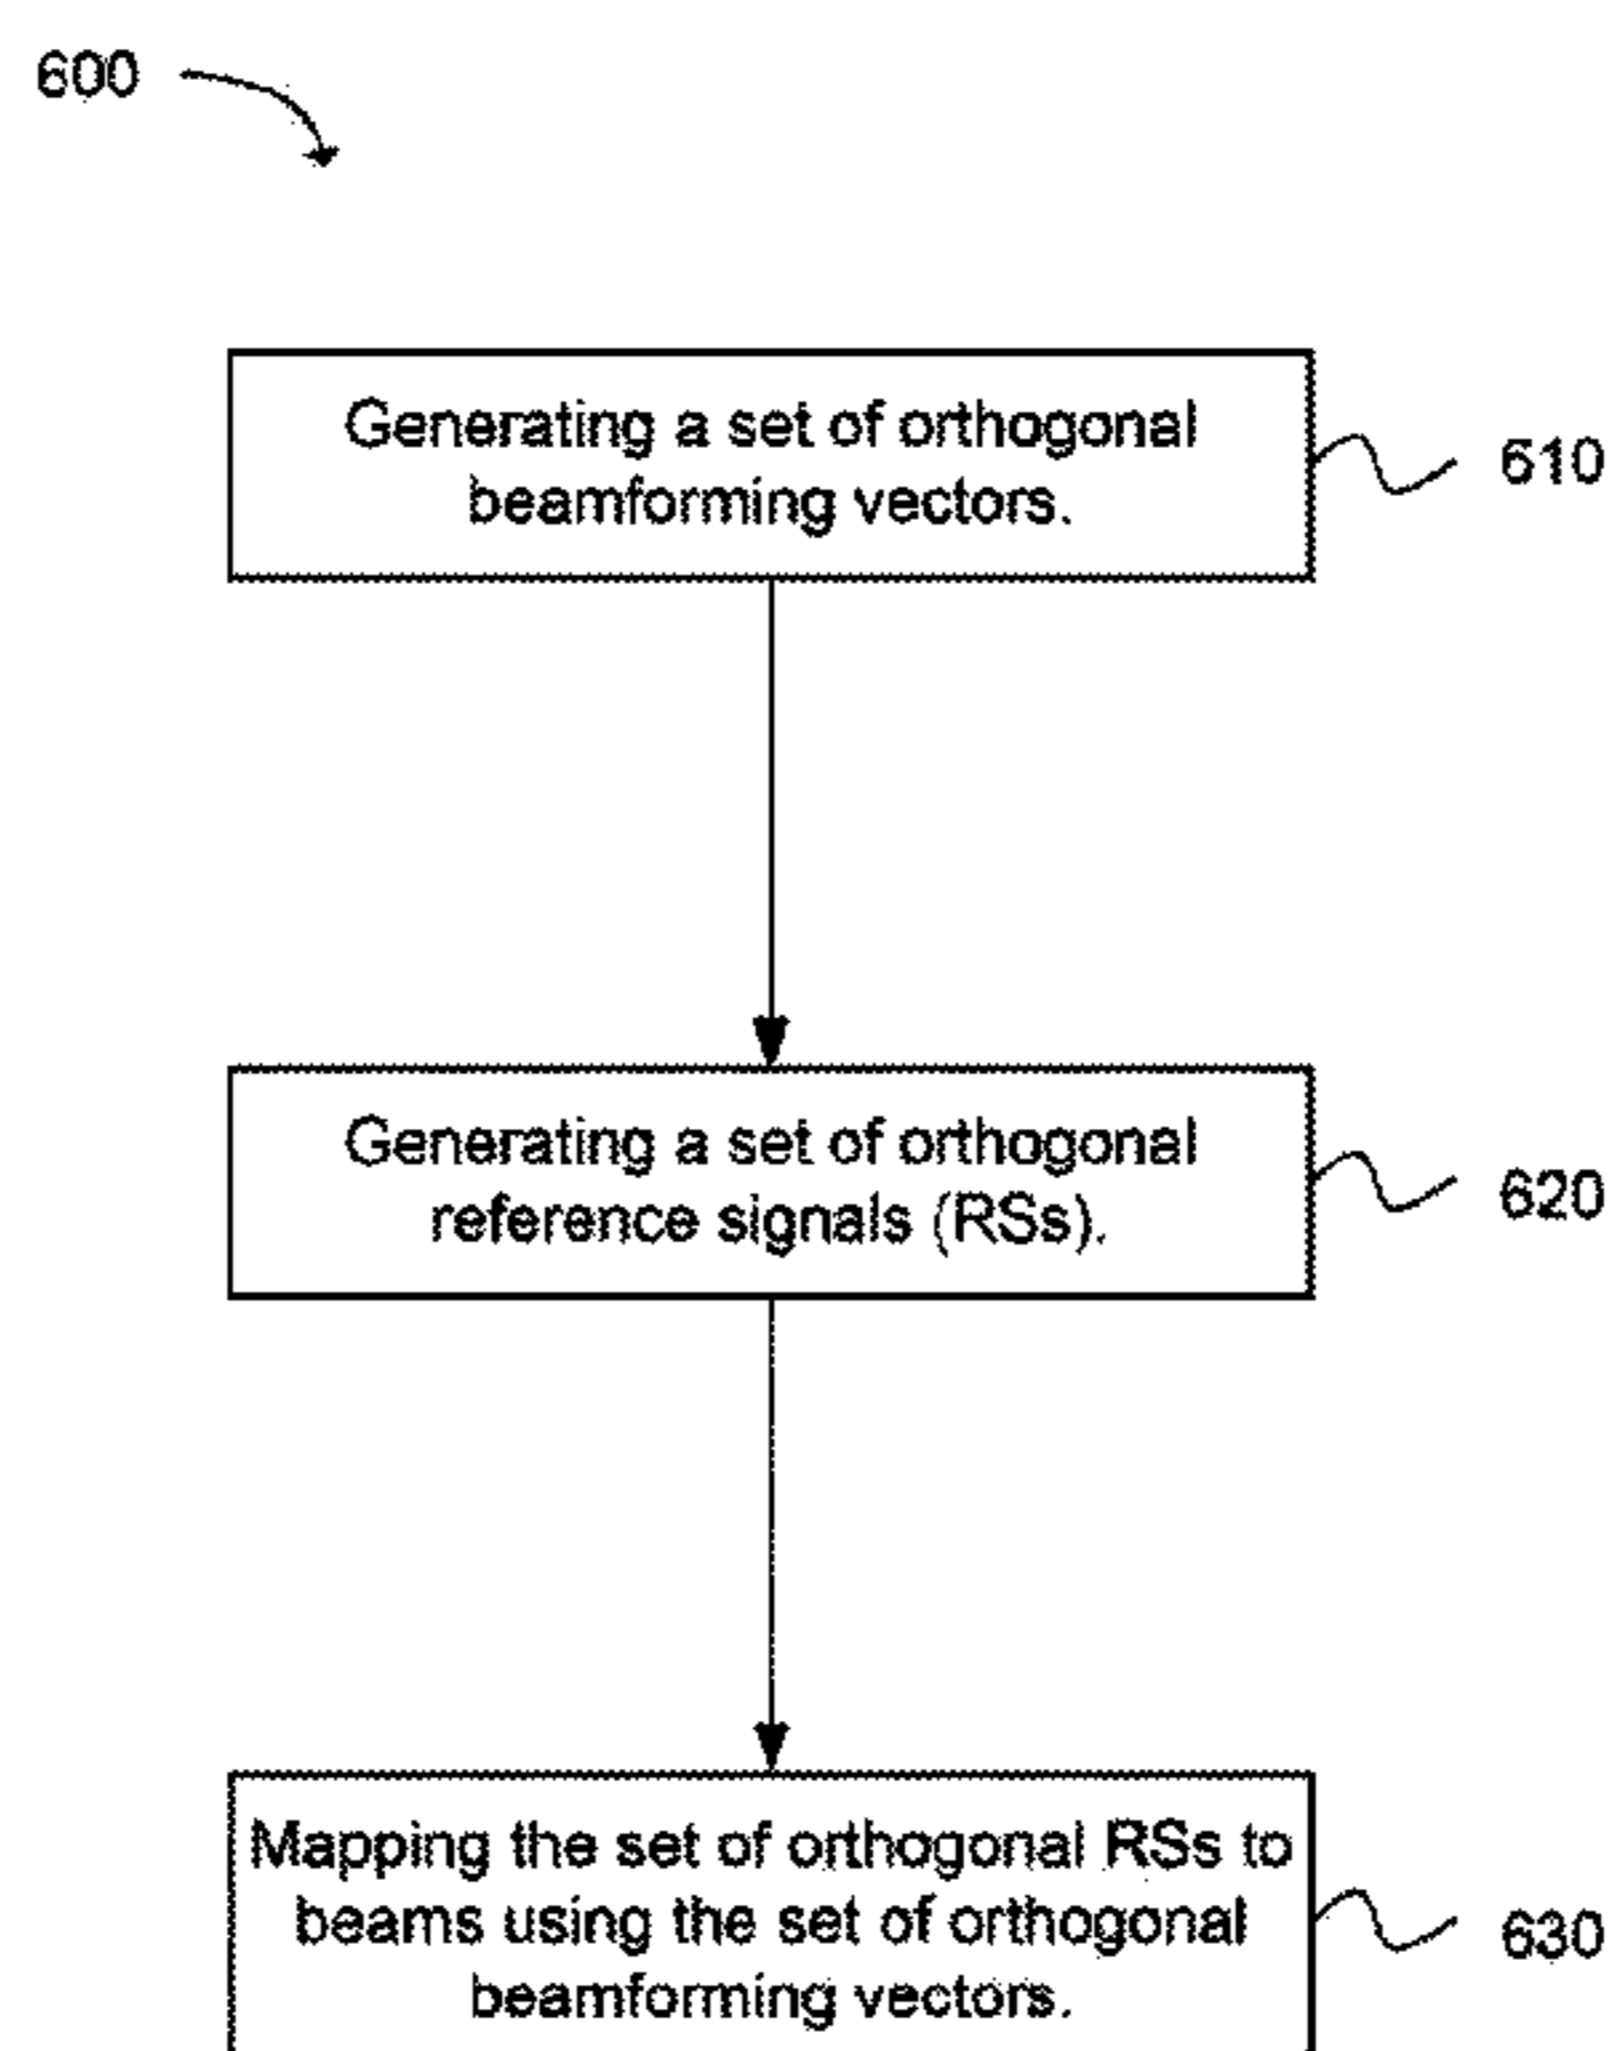 600
Generating a set of orthogonal
beamforming vectors.
610
Generating a set of orthogonal
reference signals (RSs).
620
Mapping the set of orthogonal RSs to
beams using the set of orthogonal
beamforming vectors.
630